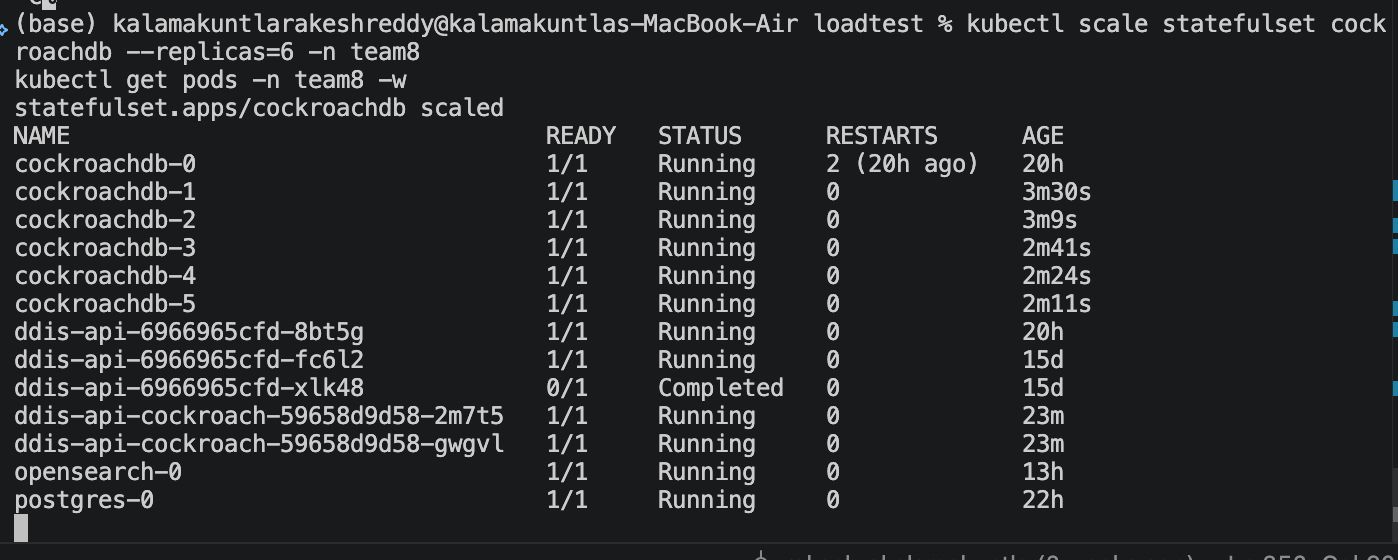 (base) kalamakuntlarakeshreddy@kalamakuntlas-MacBook-Air loadtest % kubectl scale statefulset cock
roachdb --replicas=6 -n team8
kubectl get pods -n team8 -w
statefulset.apps/cockroachdb scaled
NAME READY STATUS RESTARTS AGE
cockroachdb-0 1/1 Running 2 (20h ago) 20h
cockroachdb-1 1/1 Running 0 3m30s
cockroachdb-2 1/1 Running 0 3m9s
cockroachdb-3 1/1 Running 0 2m41s
cockroachdb-4 1/1 Running 0 2m24s
cockroachdb-5 1/1 Running 0 2m11s
ddis-api-6966965cfd-8bt5g 1/1 Running 0 20h
ddis-api-6966965cfd-fc6l2 1/1 Running 0 15d
ddis-api-6966965cfd-xlk48 0/1 Completed 0 15d
ddis-api-cockroach-59658d9d58-2m7t5 1/1 Running 0 23m
ddis-api-cockroach-59658d9d58-gwgvl 1/1 Running 0 23m
opensearch-0 1/1 Running 0 13h
postgres-0 1/1 Running 0 22h